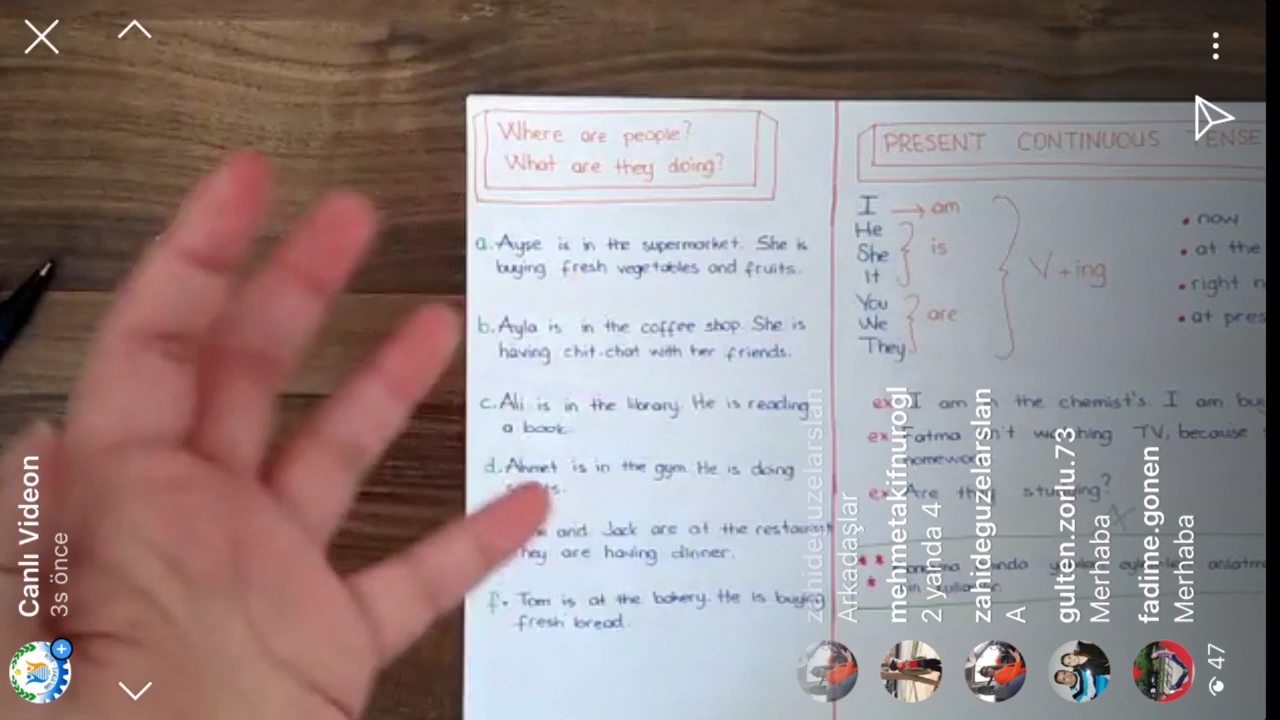 Where are people?
What are they doing?
a. Ayşe is in the supermarket. She is
buying fresh vegetables and fruits.
b. Ayla is in the coffee shop. She is
having chit-chat with her friends.
c. Ali is in the library. He is reading
a book.
d. Ahmet is in the gym. He is doing
and Jack are at the restaurant
They are having dinner.
f. Tom is at the bakery. He is buying
fresh bread.
PRESENT CONTINUOUS TENSE
I → am
He
She is
It
You
We are
They
V + ing
• now
• at the
• right n
• at pres
ex: I am the chemist's. I am buy
ex: Fatma watching TV, because
homework
ex: Are they studying?
Canlı Videon
3s önce
zahideguzelarslan
Arkadaşlar
mehmetakifnurogl
2 yanda 4
zahideguzelarslan
A
gulten.zorlu.73
Merhaba
fadime.gonen
Merhaba
47